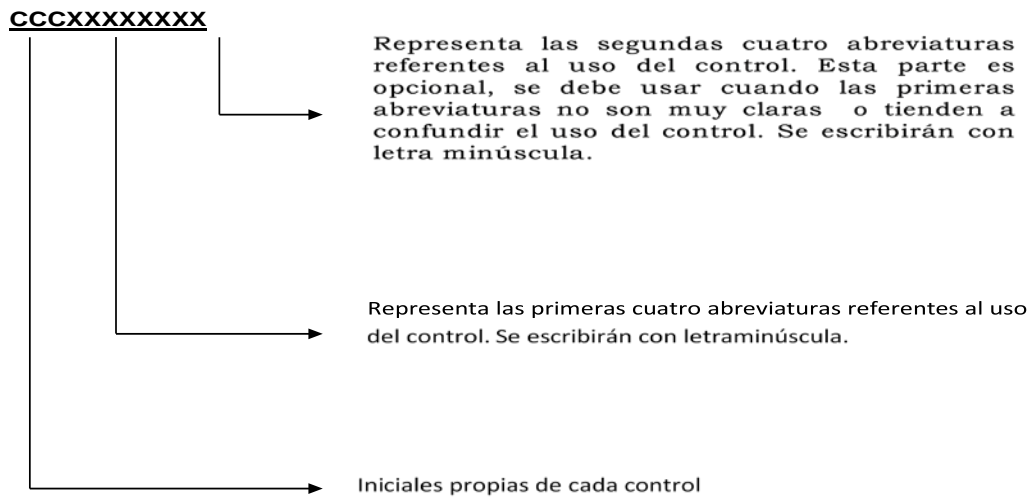 CCCXXXXXXXX
Representa las segundas cuatro abreviaturas
referentes al uso del control. Esta parte es
opcional, se debe usar cuando las primeras
abreviaturas no son muy claras o tienden a
confundir el uso del control. Se escribirán con
letra minúscula.
Representa las primeras cuatro abreviaturas referentes al uso
del control. Se escribirán con letraminúscula.
Iniciales propias de cada control